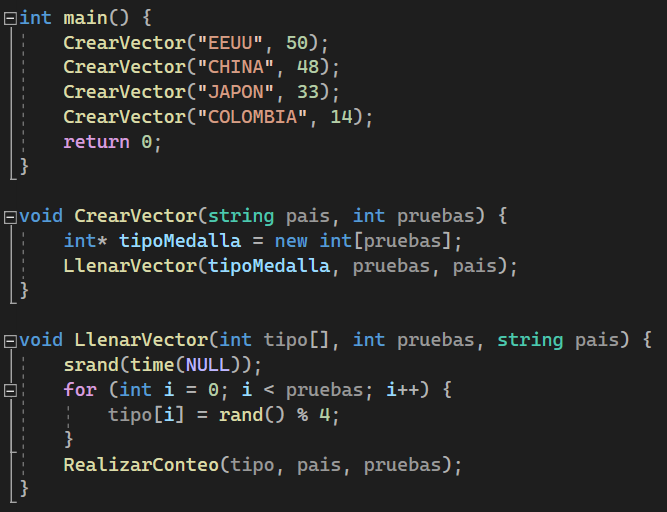 int main() {
CrearVector("EEUU", 50);
CrearVector("CHINA", 48);
CrearVector("JAPON", 33);
CrearVector("COLOMBIA", 14);
return 0;
}
void CrearVector(string pais, int pruebas) {
int* tipoMedalla = new int[pruebas];
LlenarVector(tipoMedalla, pruebas, pais);
}
void LlenarVector(int tipo[], int pruebas, string pais) {
srand(time(NULL));
for (int i = 0; i < pruebas; i++) {
tipo[i] = rand() % 4;
}
RealizarConteo(tipo, pais, pruebas);
}